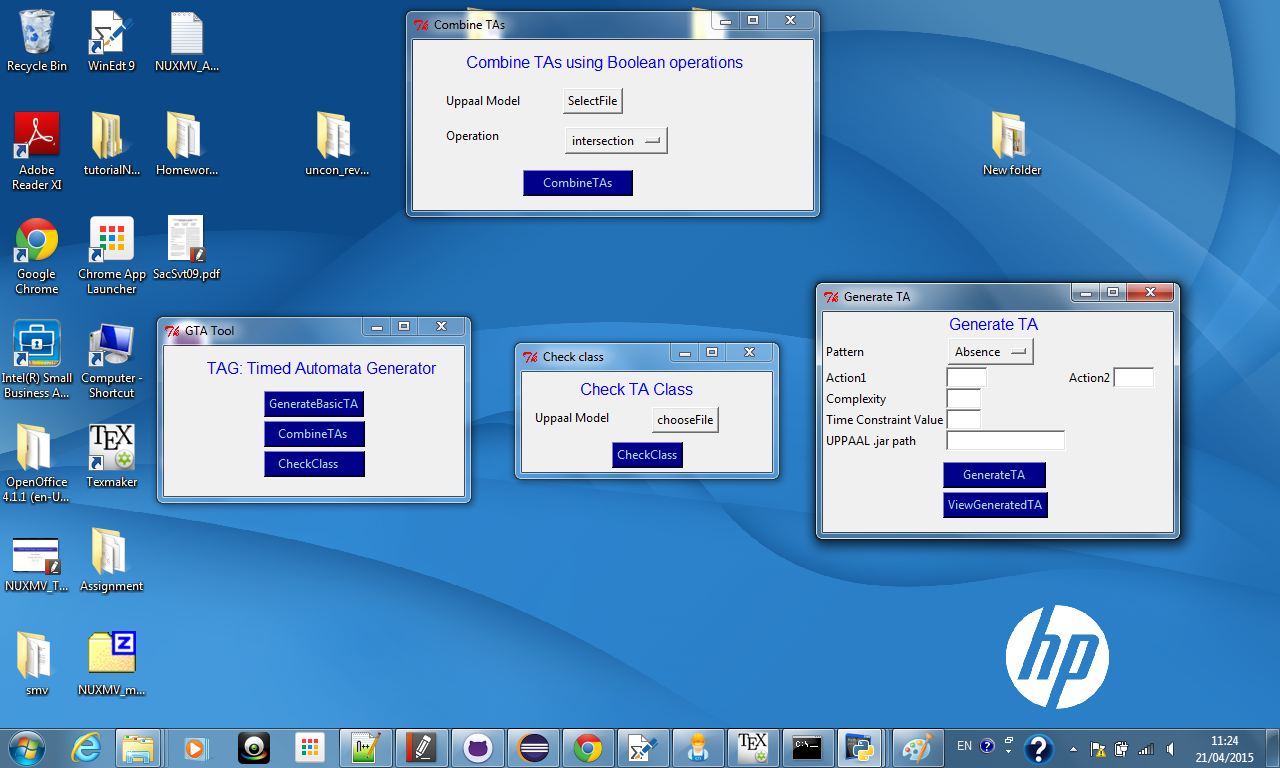 Recycle Bin
WinEdt 9
NUXMV_A...
Adobe
Reader XI
tutorialN...
Homewor...
uncon_rev...
New folder
Google
Chrome
Chrome App
Launcher
SacSvt09.pdf
Intel(R) Small
Business A...
Computer -
Shortcut
OpenOffice
4.1.1 (en-U...
Texmaker
NUXMV_T...
Assignment
smv
NUXMV_m...
Combine TAs
Combine TAs using Boolean operations
Uppaal Model SelectFile
Operation intersection
CombineTAs
GTA Tool
TAG: Timed Automata Generator
GenerateBasicTA
CombineTAs
CheckClass
Check class
Check TA Class
Uppaal Model chooseFile
CheckClass
Generate TA
Generate TA
Pattern Absence
Action1 Action2
Complexity
Time Constraint Value
UPPAAL .jar path
GenerateTA
ViewGeneratedTA
hp
EN
11:24
21/04/2015